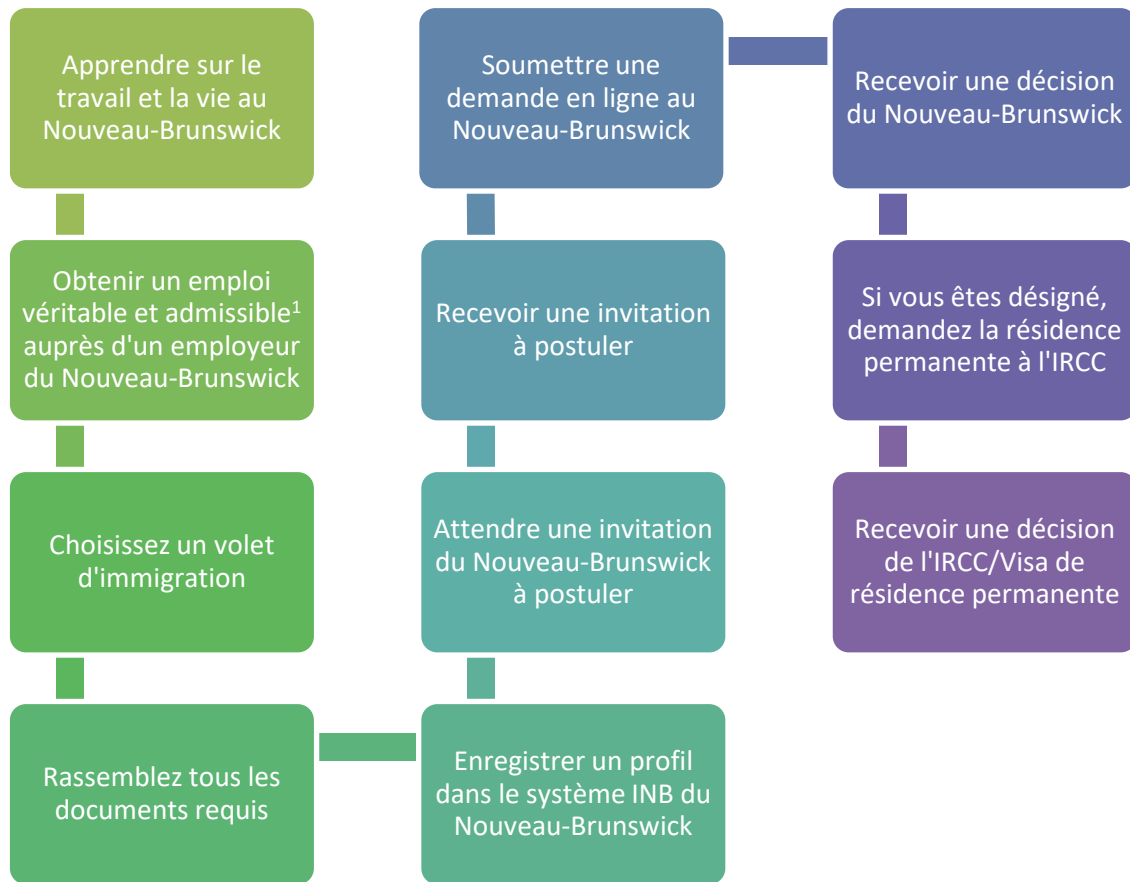 Apprendre sur le
travail et la vie au
Nouveau-Brunswick
Obtenir un emploi
véritable et admissible¹
auprès d'un employeur
du Nouveau-Brunswick
Choisissez un volet
d'immigration
Rassemblez tous les
documents requis
Enregistrer un profil
dans le système INB du
Nouveau-Brunswick
Attendre une invitation
du Nouveau-Brunswick
à postuler
Recevoir une invitation
à postuler
Soumettre une
demande en ligne au
Nouveau-Brunswick
Recevoir une décision
du Nouveau-Brunswick
Si vous êtes désigné,
demandez la résidence
permanente à l'IRCC
Recevoir une décision
de l'IRCC/Visa de
résidence permanente